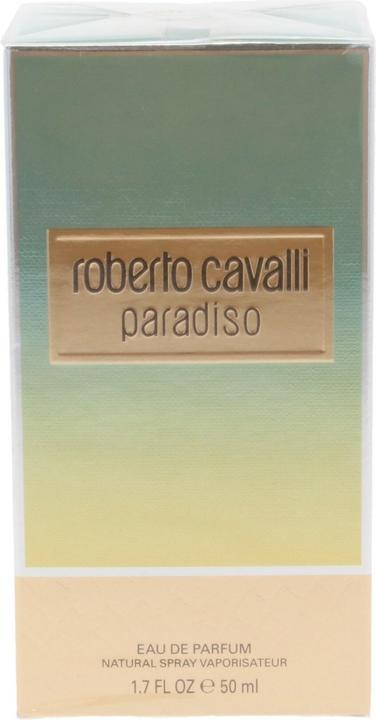 roberto cavalli
paradiso
EAU DE PARFUM
NATURAL SPRAY VAPORISATEUR
1.7 FL OZ ℮ 50 ml